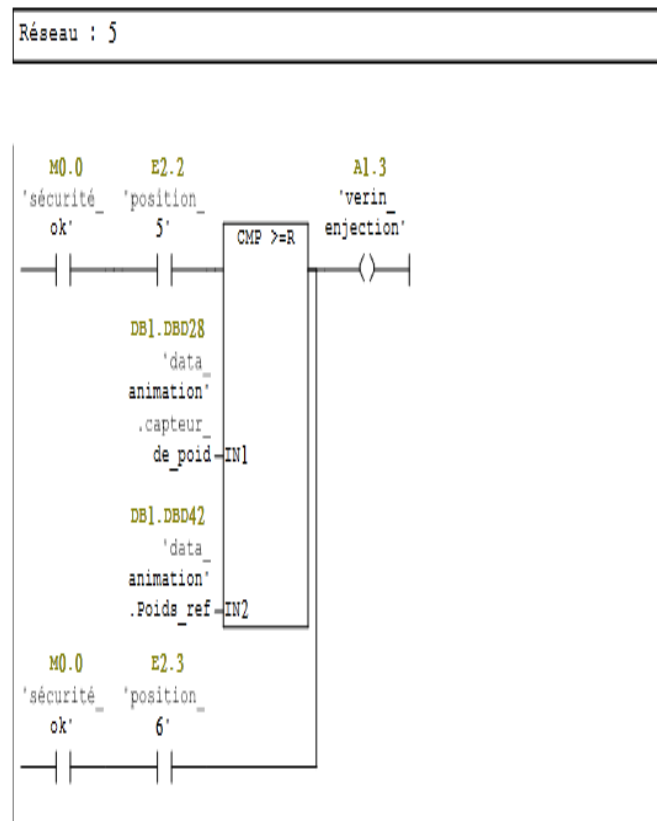 Réseau : 5
M0.0
'sécurité_
ok'
E2.2
'position_
5'
CMP >=R
A1.3
'verin_
enjection'
DB1.DBD28
'data_
animation'
.capteur_
de_poid
IN1
DB1.DBD42
'data_
animation'
.Poids_ref
IN2
M0.0
'sécurité_
ok'
E2.3
'position_
6'